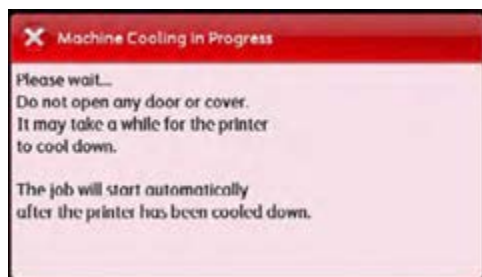 Machine Cooling in Progress
Please wait...
Do not open any door or cover.
It may take a while for the printer
to cool down.
The job will start automatically
after the printer has been cooled down.